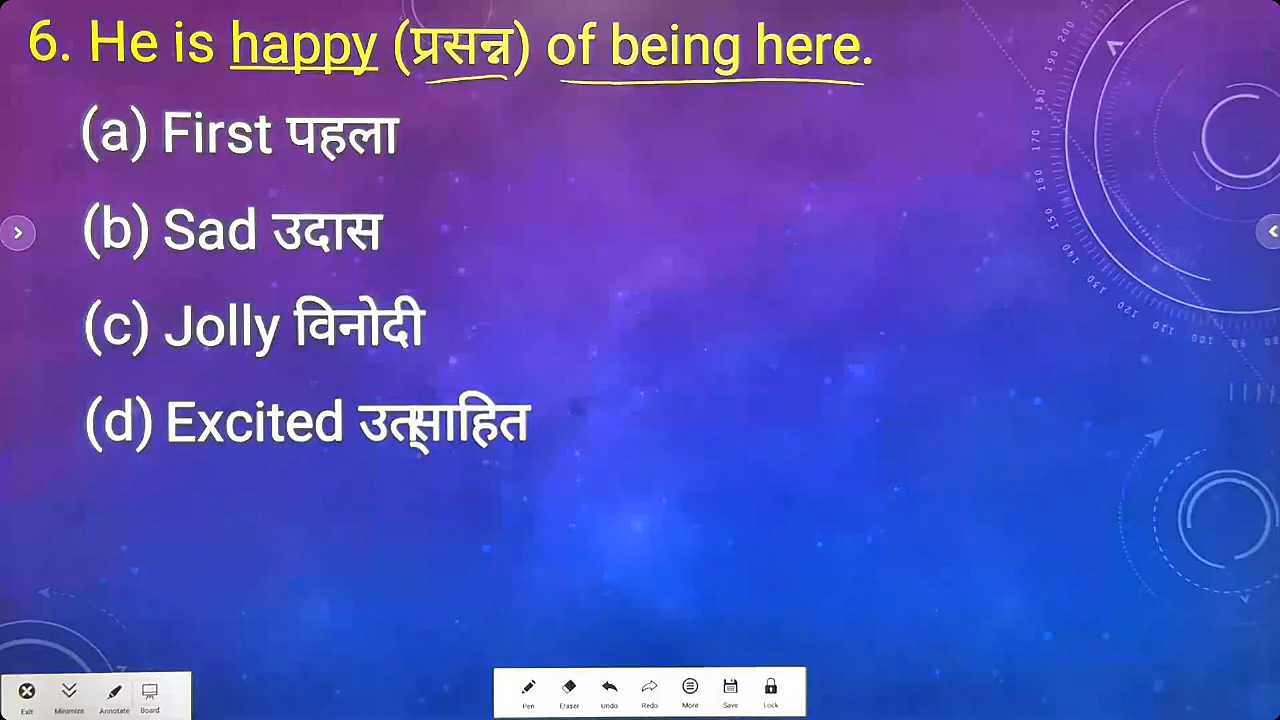 6. He is happy (प्रसन्न) of being here.
(a) First पहला
(b) Sad उदास
(c) Jolly विनोदी
(d) Excited उत्साहित
Exit Minimize Annotate Board
Pen Eraser Undo Redo More Save Lock